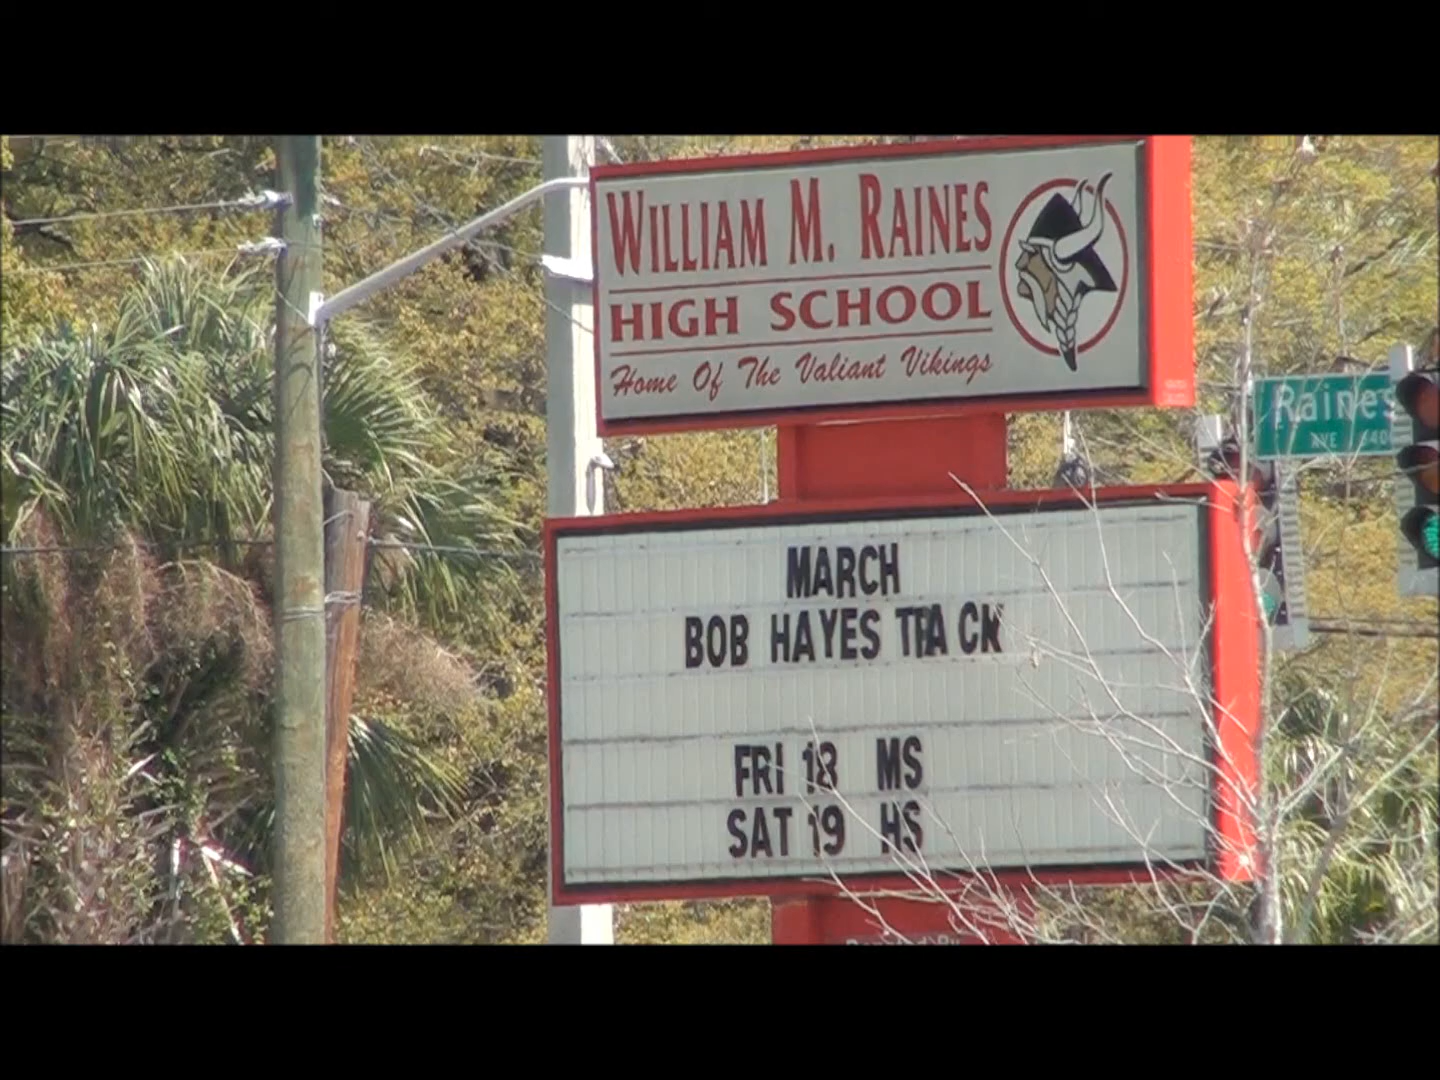 WILLIAM M. RAINES
HIGH SCHOOL
Home Of The Valiant Vikings
Raines
AVE
MARCH
BOB HAYES TRACK
FRI 18 MS
SAT 19 HS